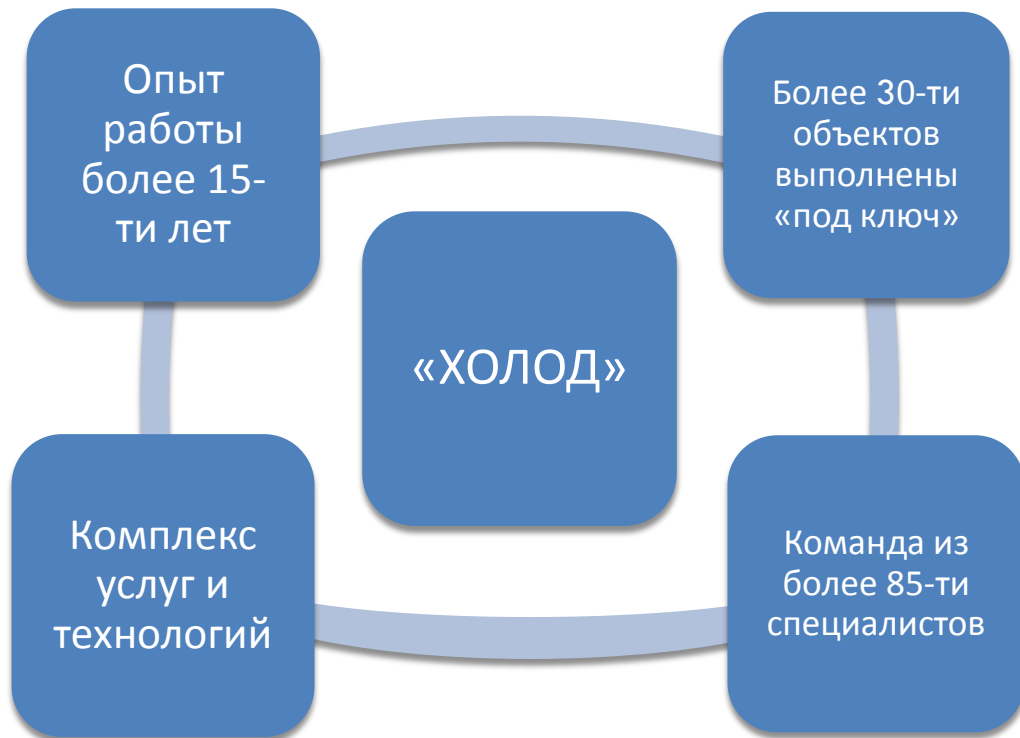 Опыт
работы
более 15-
ти лет
Более 30-ти
объектов
выполнены
«под ключ»
«ХОЛОД»
Комплекс
услуг и
технологий
Команда из
более 85-ти
специалистов